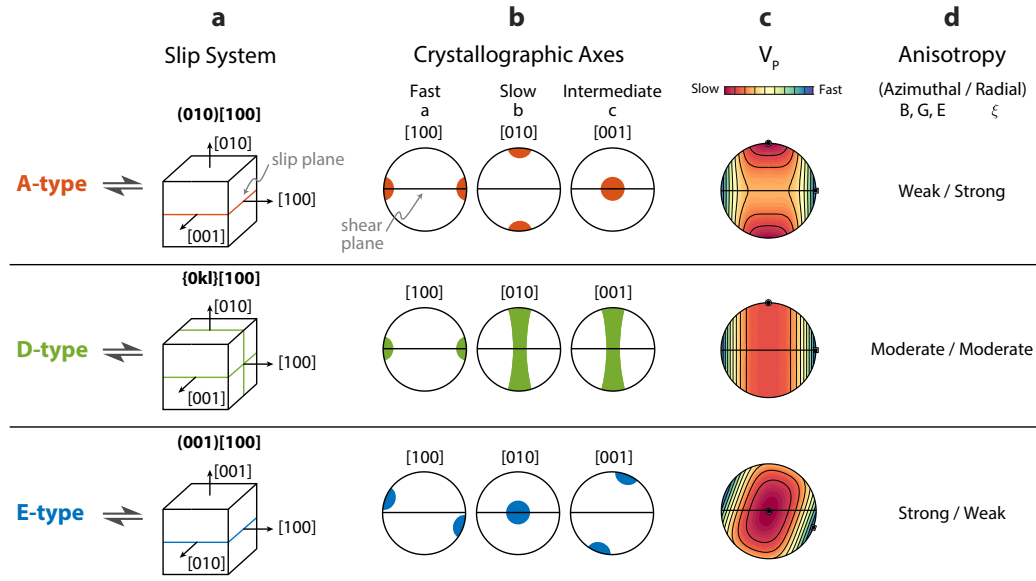 a b c d
Slip System Crystallographic Axes V_P Anisotropy
Fast Slow Intermediate Slow Fast (Azimuthal / Radial)
a b c B, G, E ξ
(010)[100] [100] [010] [001]
[010]
slip plane
A-type [100] Weak / Strong
[001] shear plane
{0kl}[100]
[010] [100] [010] [001]
D-type [100] Moderate / Moderate
[001]
(001)[100]
[001] [100] [010] [001]
E-type [100] Strong / Weak
[010]